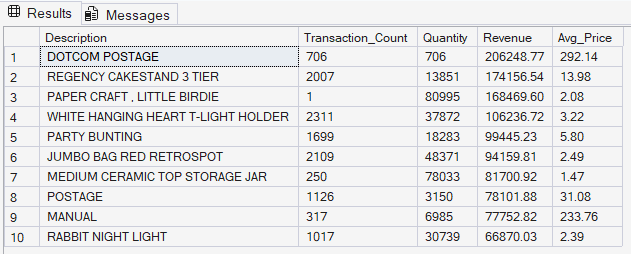 Results Messages
Description Transaction_Count Quantity Revenue Avg_Price
1 DOTCOM POSTAGE 706 706 206248.77 292.14
2 REGENCY CAKESTAND 3 TIER 2007 13851 174156.54 13.98
3 PAPER CRAFT , LITTLE BIRDIE 1 80995 168469.60 2.08
4 WHITE HANGING HEART T-LIGHT HOLDER 2311 37872 106236.72 3.22
5 PARTY BUNTING 1699 18283 99445.23 5.80
6 JUMBO BAG RED RETROSPOT 2109 48371 94159.81 2.49
7 MEDIUM CERAMIC TOP STORAGE JAR 250 78033 81700.92 1.47
8 POSTAGE 1126 3150 78101.88 31.08
9 MANUAL 317 6985 77752.82 233.76
10 RABBIT NIGHT LIGHT 1017 30739 66870.03 2.39